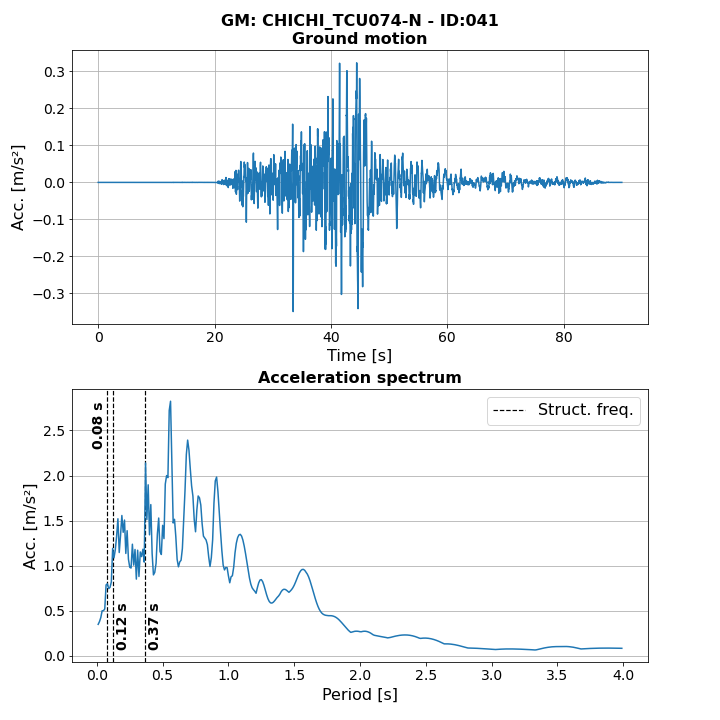 GM: CHICHI_TCU074-N - ID:041
Ground motion
0.3
0.2
0.1
0.0
−0.1
−0.2
−0.3
Acc. [m/s²]
0
20
40
60
80
Time [s]
Acceleration spectrum
2.5
2.0
1.5
1.0
0.5
0.0
Acc. [m/s²]
0.08 s
0.12 s
0.37 s
Struct. freq.
0.0
0.5
1.0
1.5
2.0
2.5
3.0
3.5
4.0
Period [s]